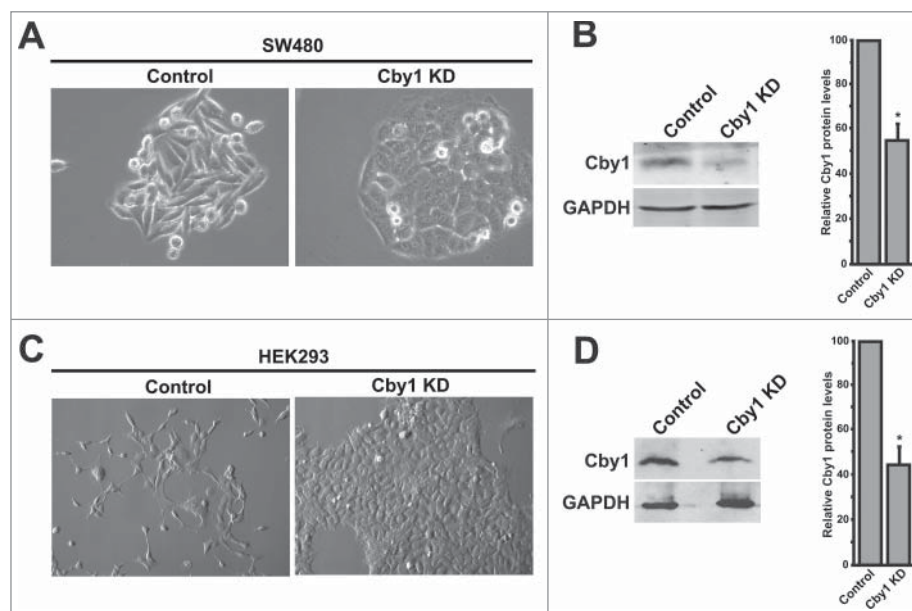 A
SW480
Control
Cby1 KD
B
Control
Cby1 KD
Cby1
GAPDH
Relative Cby1 protein levels
100
80
60
40
20
0
Control
Cby1 KD
*
C
HEK293
Control
Cby1 KD
D
Control
Cby1 KD
Cby1
GAPDH
Relative Cby1 protein levels
100
80
60
40
20
0
Control
Cby1 KD
*